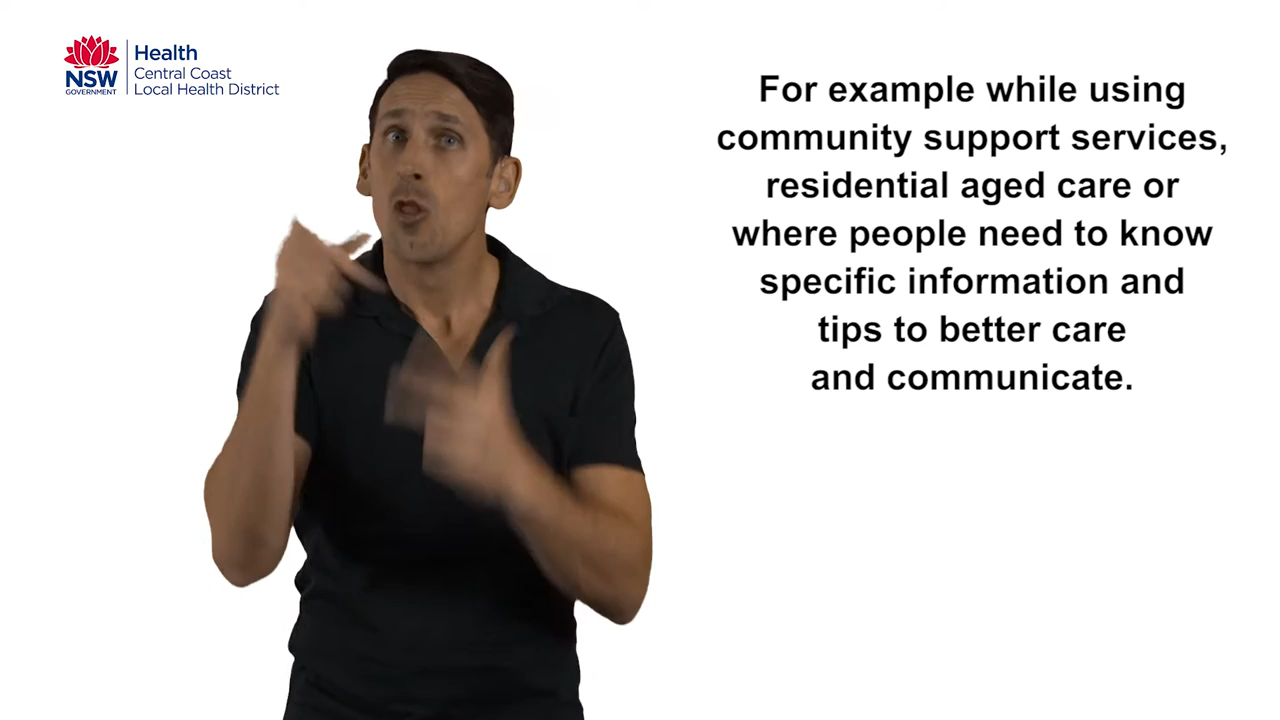 NSW
GOVERNMENT
Health
Central Coast
Local Health District
For example while using
community support services,
residential aged care or
where people need to know
specific information and
tips to better care
and communicate.